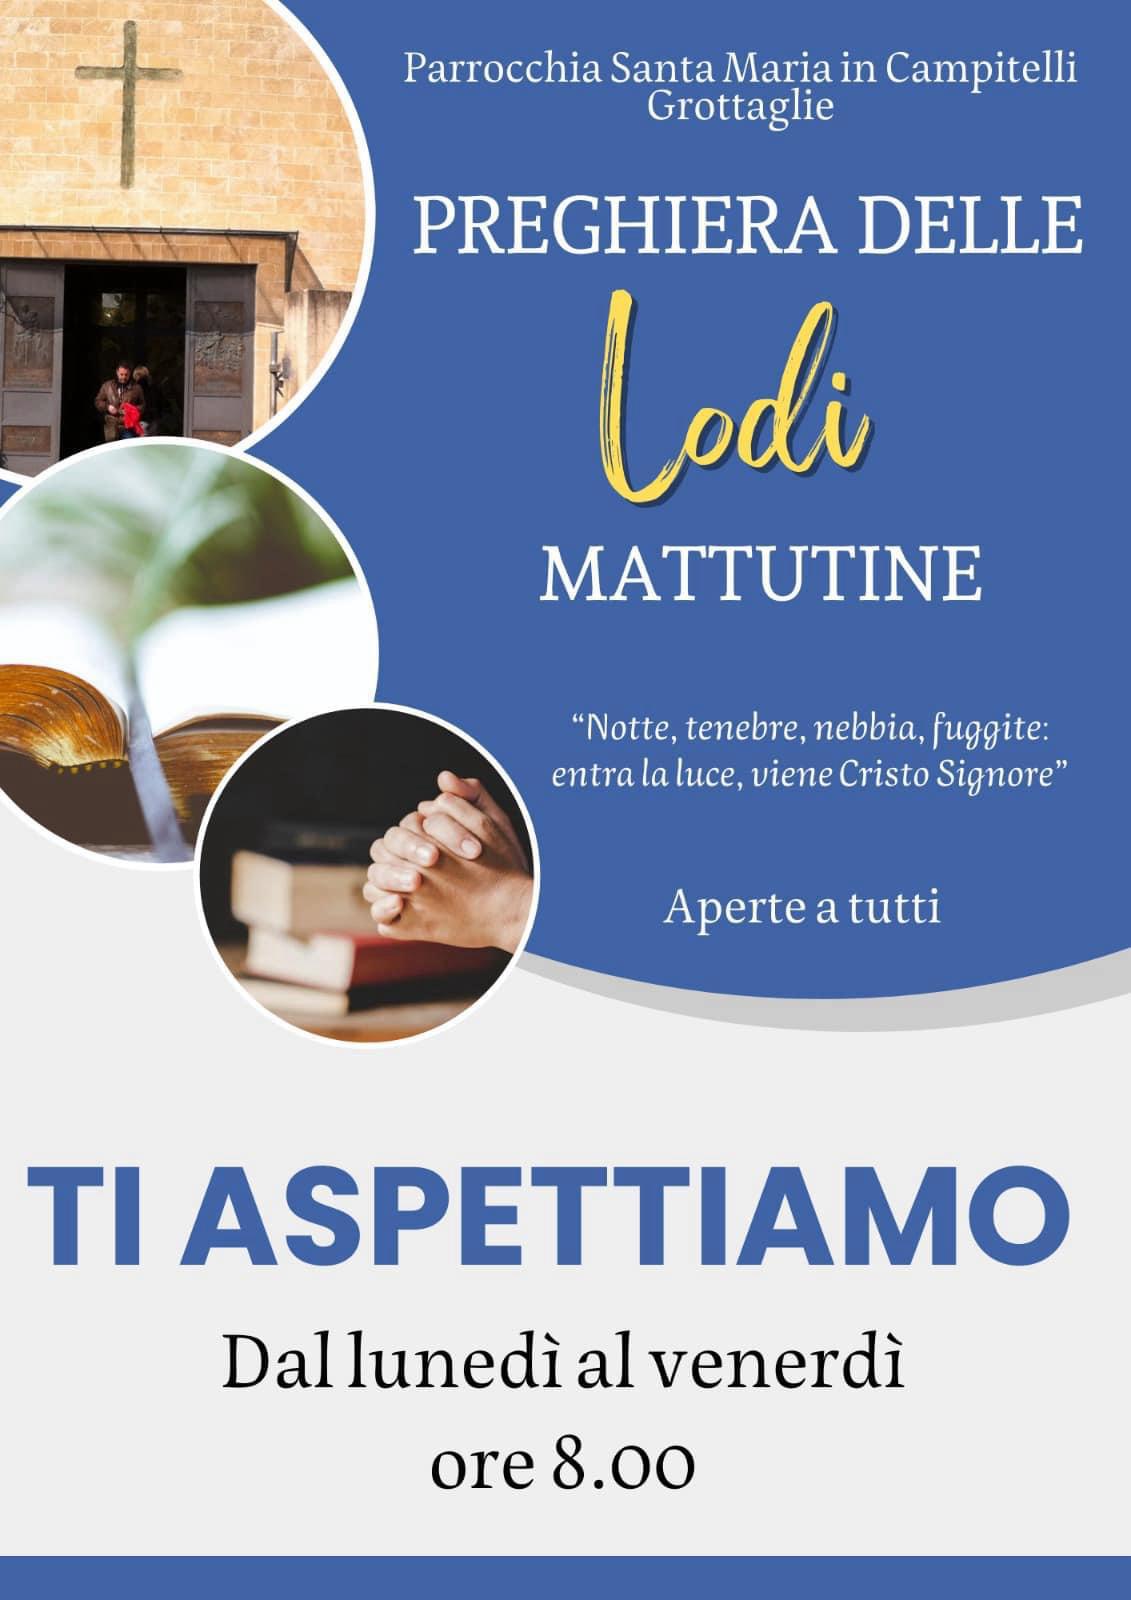 Parrocchia Santa Maria in Campitelli
Grottaglie
PREGHIERA DELLE
Lodi
MATTUTINE
“Notte, tenebre, nebbia, fuggite:
entra la luce, viene Cristo Signore”
Aperte a tutti
TI ASPETTIAMO
Dal lunedì al venerdì
ore 8.00